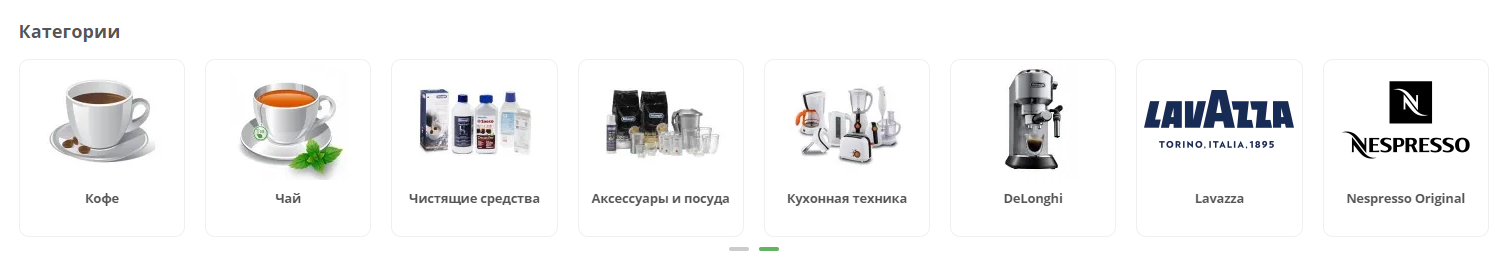 Категории
LAVAZZA
TORINO, ITALIA, 1895
N
NESPRESSO
Кофе
Чай
Чистящие средства
Аксессуары и посуда
Кухонная техника
DeLonghi
Lavazza
Nespresso Original